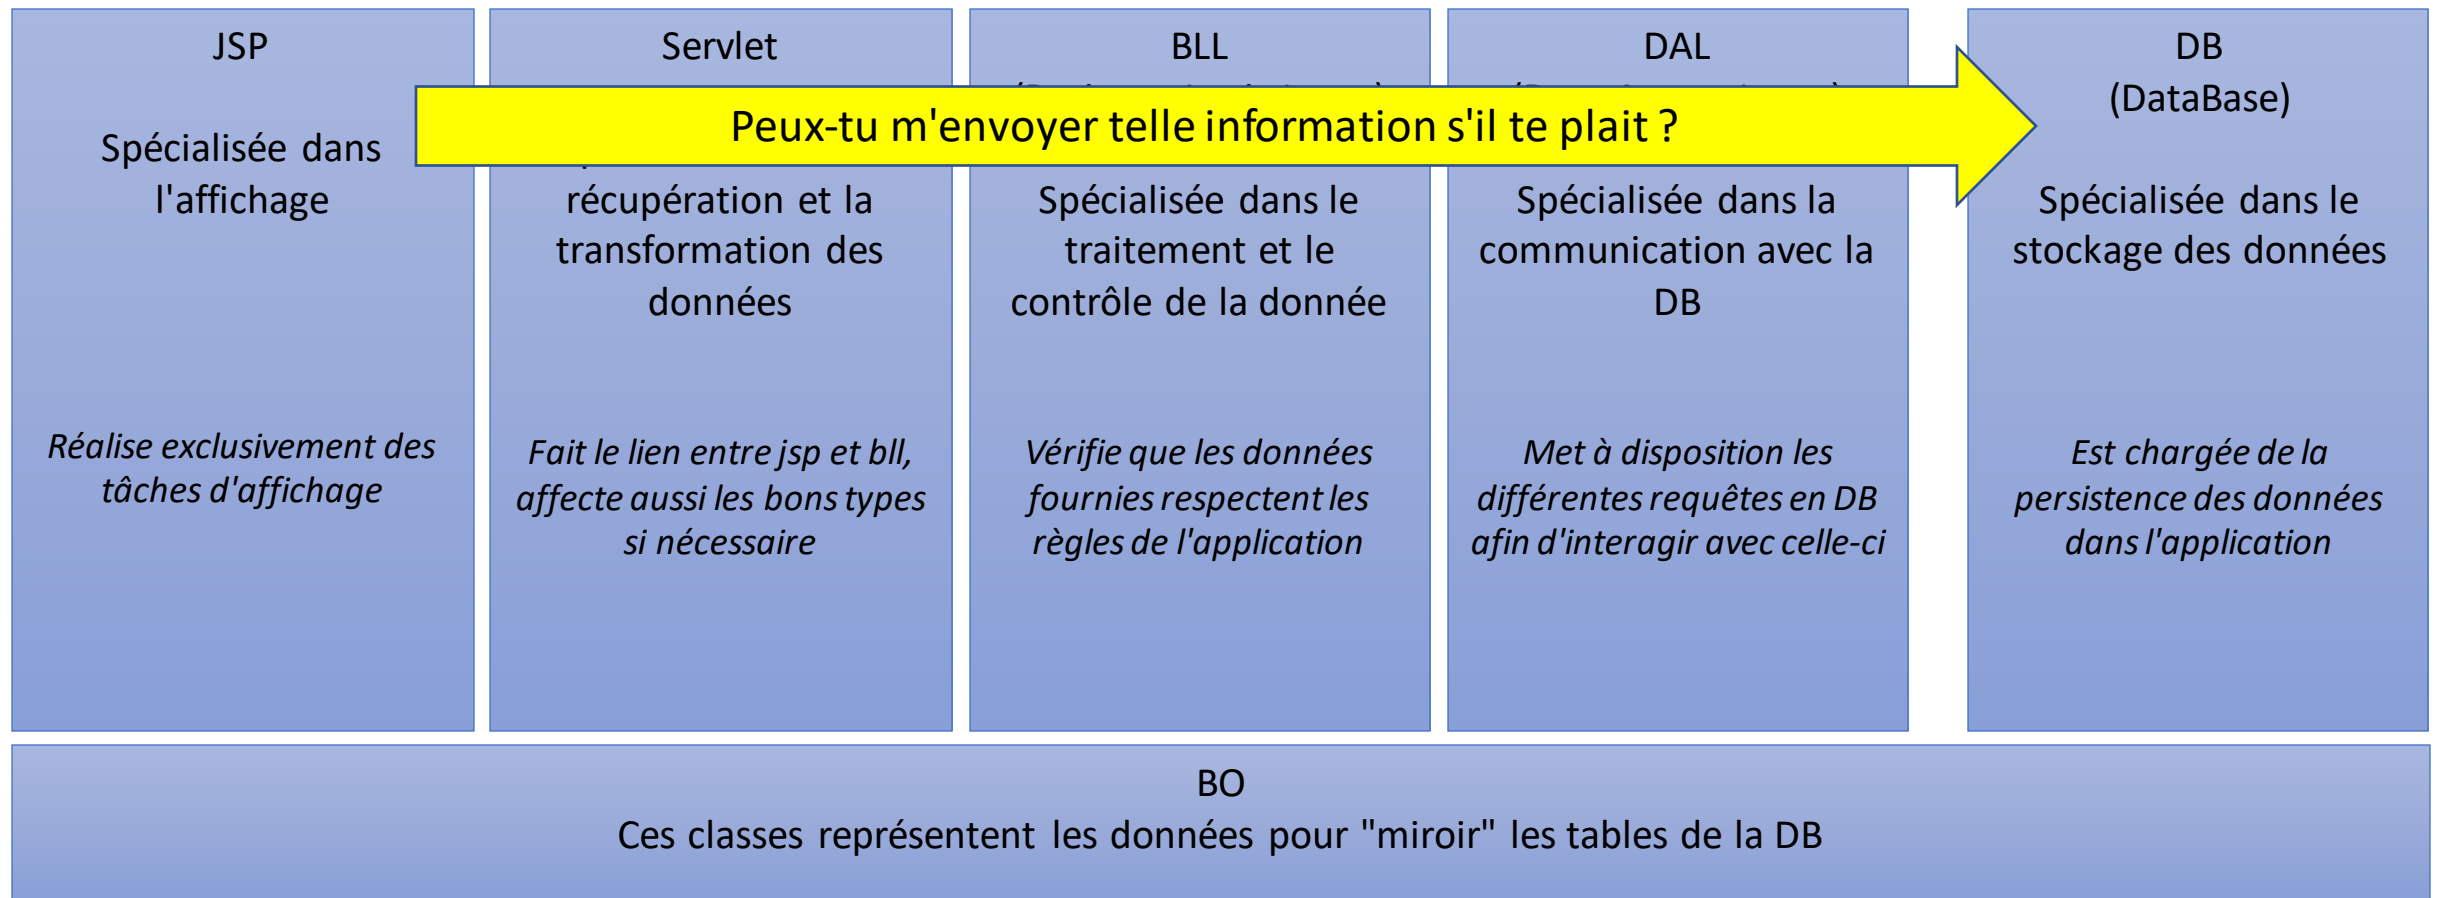 JSP
Spécialisée dans
l'affichage
Réalise exclusivement des
tâches d'affichage
Servlet
récupération et la
transformation des
données
Fait le lien entre jsp et bll,
affecte aussi les bons types
si nécessaire
BLL
Spécialisée dans le
traitement et le
contrôle de la donnée
Vérifie que les données
fournies respectent les
règles de l'application
DAL
Spécialisée dans la
communication avec la
DB
Met à disposition les
différentes requêtes en DB
afin d'interagir avec celle-ci
DB
(DataBase)
Spécialisée dans le
stockage des données
Est chargée de la
persistence des données
dans l'application
Peux-tu m'envoyer telle information s'il te plait ?
BO
Ces classes représentent les données pour "miroir" les tables de la DB